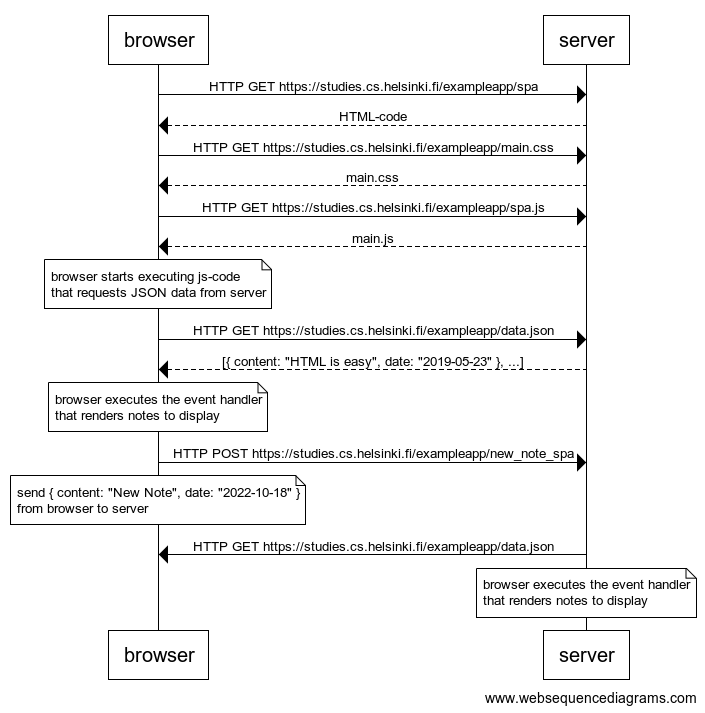 browser
server
HTTP GET https://studies.cs.helsinki.fi/exampleapp/spa
HTML-code
HTTP GET https://studies.cs.helsinki.fi/exampleapp/main.css
main.css
HTTP GET https://studies.cs.helsinki.fi/exampleapp/spa.js
main.js
browser starts executing js-code
that requests JSON data from server
HTTP GET https://studies.cs.helsinki.fi/exampleapp/data.json
[{ content: "HTML is easy", date: "2019-05-23" }, ...]
browser executes the event handler
that renders notes to display
HTTP POST https://studies.cs.helsinki.fi/exampleapp/new_note_spa
send { content: "New Note", date: "2022-10-18" }
from browser to server
HTTP GET https://studies.cs.helsinki.fi/exampleapp/data.json
browser executes the event handler
that renders notes to display
browser
server
www.websequencediagrams.com